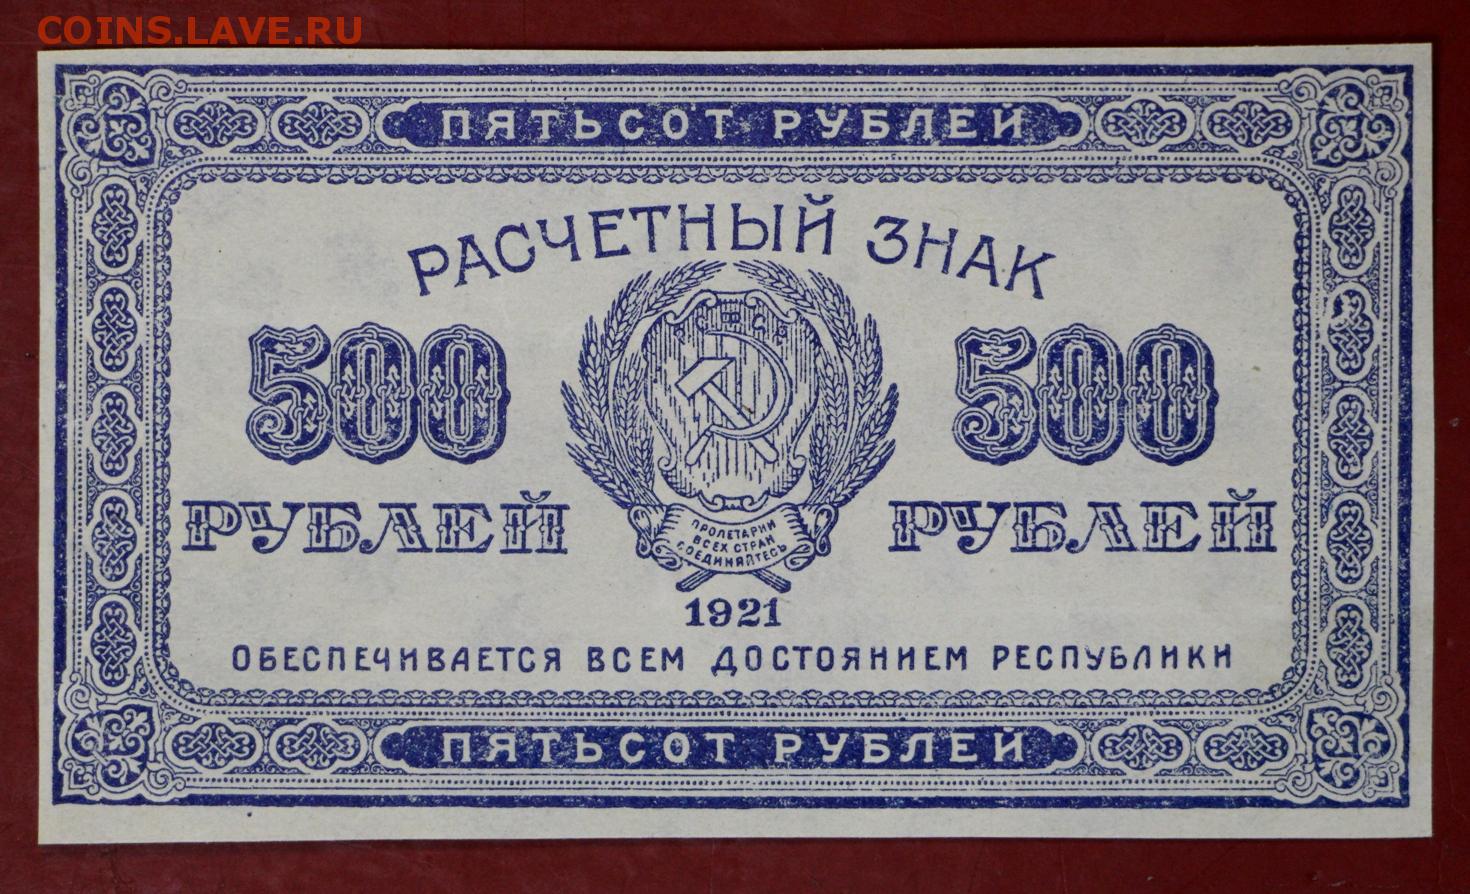 COINS.LAVE.RU
ПЯТЬСОТ РУБЛЕЙ
РАСЧЕТНЫЙ ЗНАК
Р.С.Ф.С.Р.
500 500
РУБЛЕЙ РУБЛЕЙ
ПРОЛЕТАРИИ
ВСЕХ СТРАН
СОЕДИНЯЙТЕСЬ
1921
ОБЕСПЕЧИВАЕТСЯ ВСЕМ ДОСТОЯНИЕМ РЕСПУБЛИКИ
ПЯТЬСОТ РУБЛЕЙ